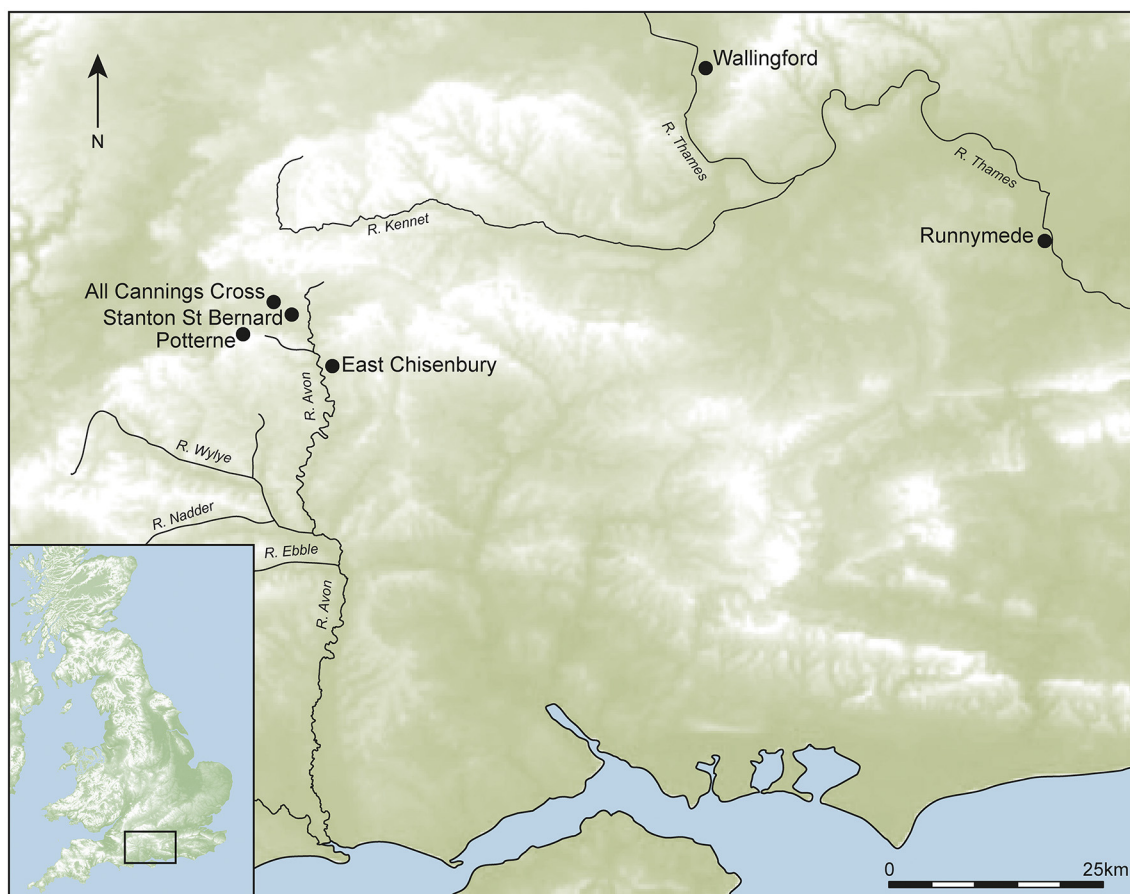 Wallingford
N
R. Thames
R. Thames
R. Kennet
Runnymede
All Cannings Cross
Stanton St Bernard
Potterne
East Chisenbury
R. Avon
R. Wylye
R. Nadder
R. Ebble
R. Avon
0
25km